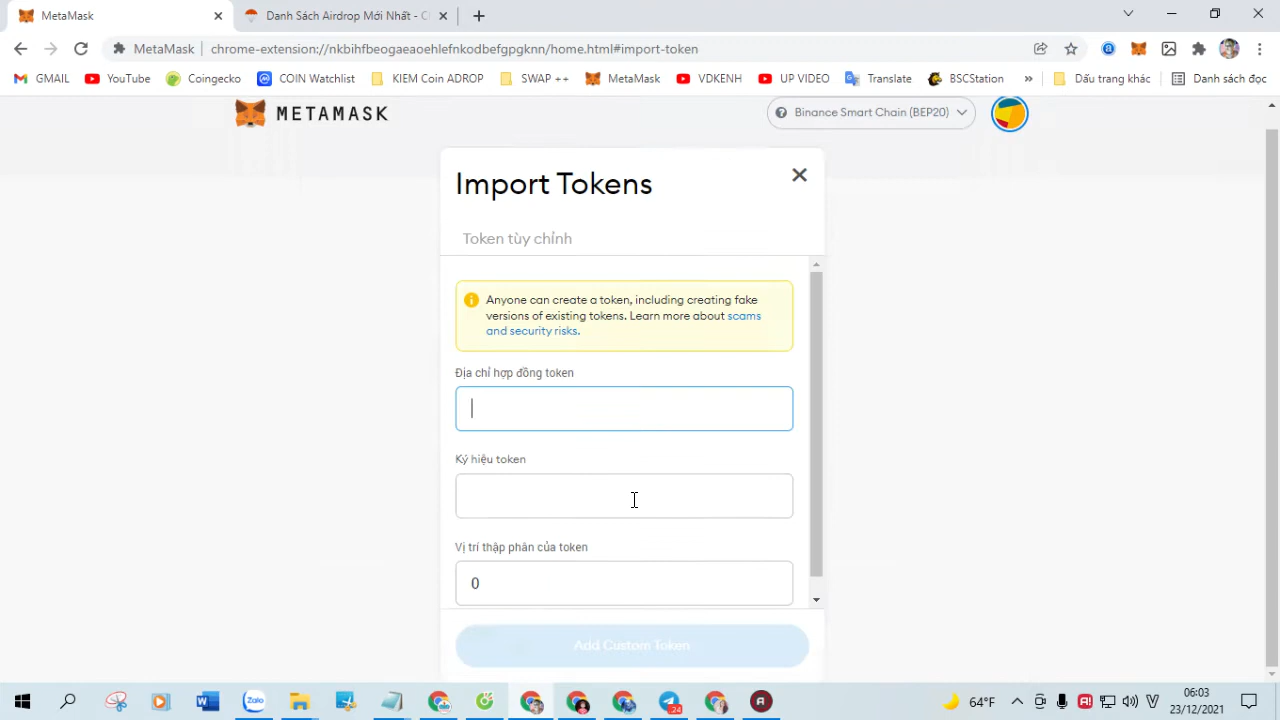 MetaMask
Danh Sách Airdrop Mới Nhất - C
MetaMask
chrome-extension://nkbihfbeogaeaoehlefnkodbefgpgknn/home.html#import-token
GMAIL
YouTube
Coingecko
COIN Watchlist
KIEM Coin ADROP
SWAP ++
MetaMask
VDKENH
UP VIDEO
Translate
BSCStation
»
Dấu trang khác
Danh sách đọc
METAMASK
Binance Smart Chain (BEP20)
Import Tokens
Token tùy chỉnh
Anyone can create a token, including creating fake
versions of existing tokens. Learn more about scams
and security risks.
Địa chỉ hợp đồng token
Ký hiệu token
Vị trí thập phân của token
0
Add Custom Token
Zalo
24
64°F
06:03
23/12/2021